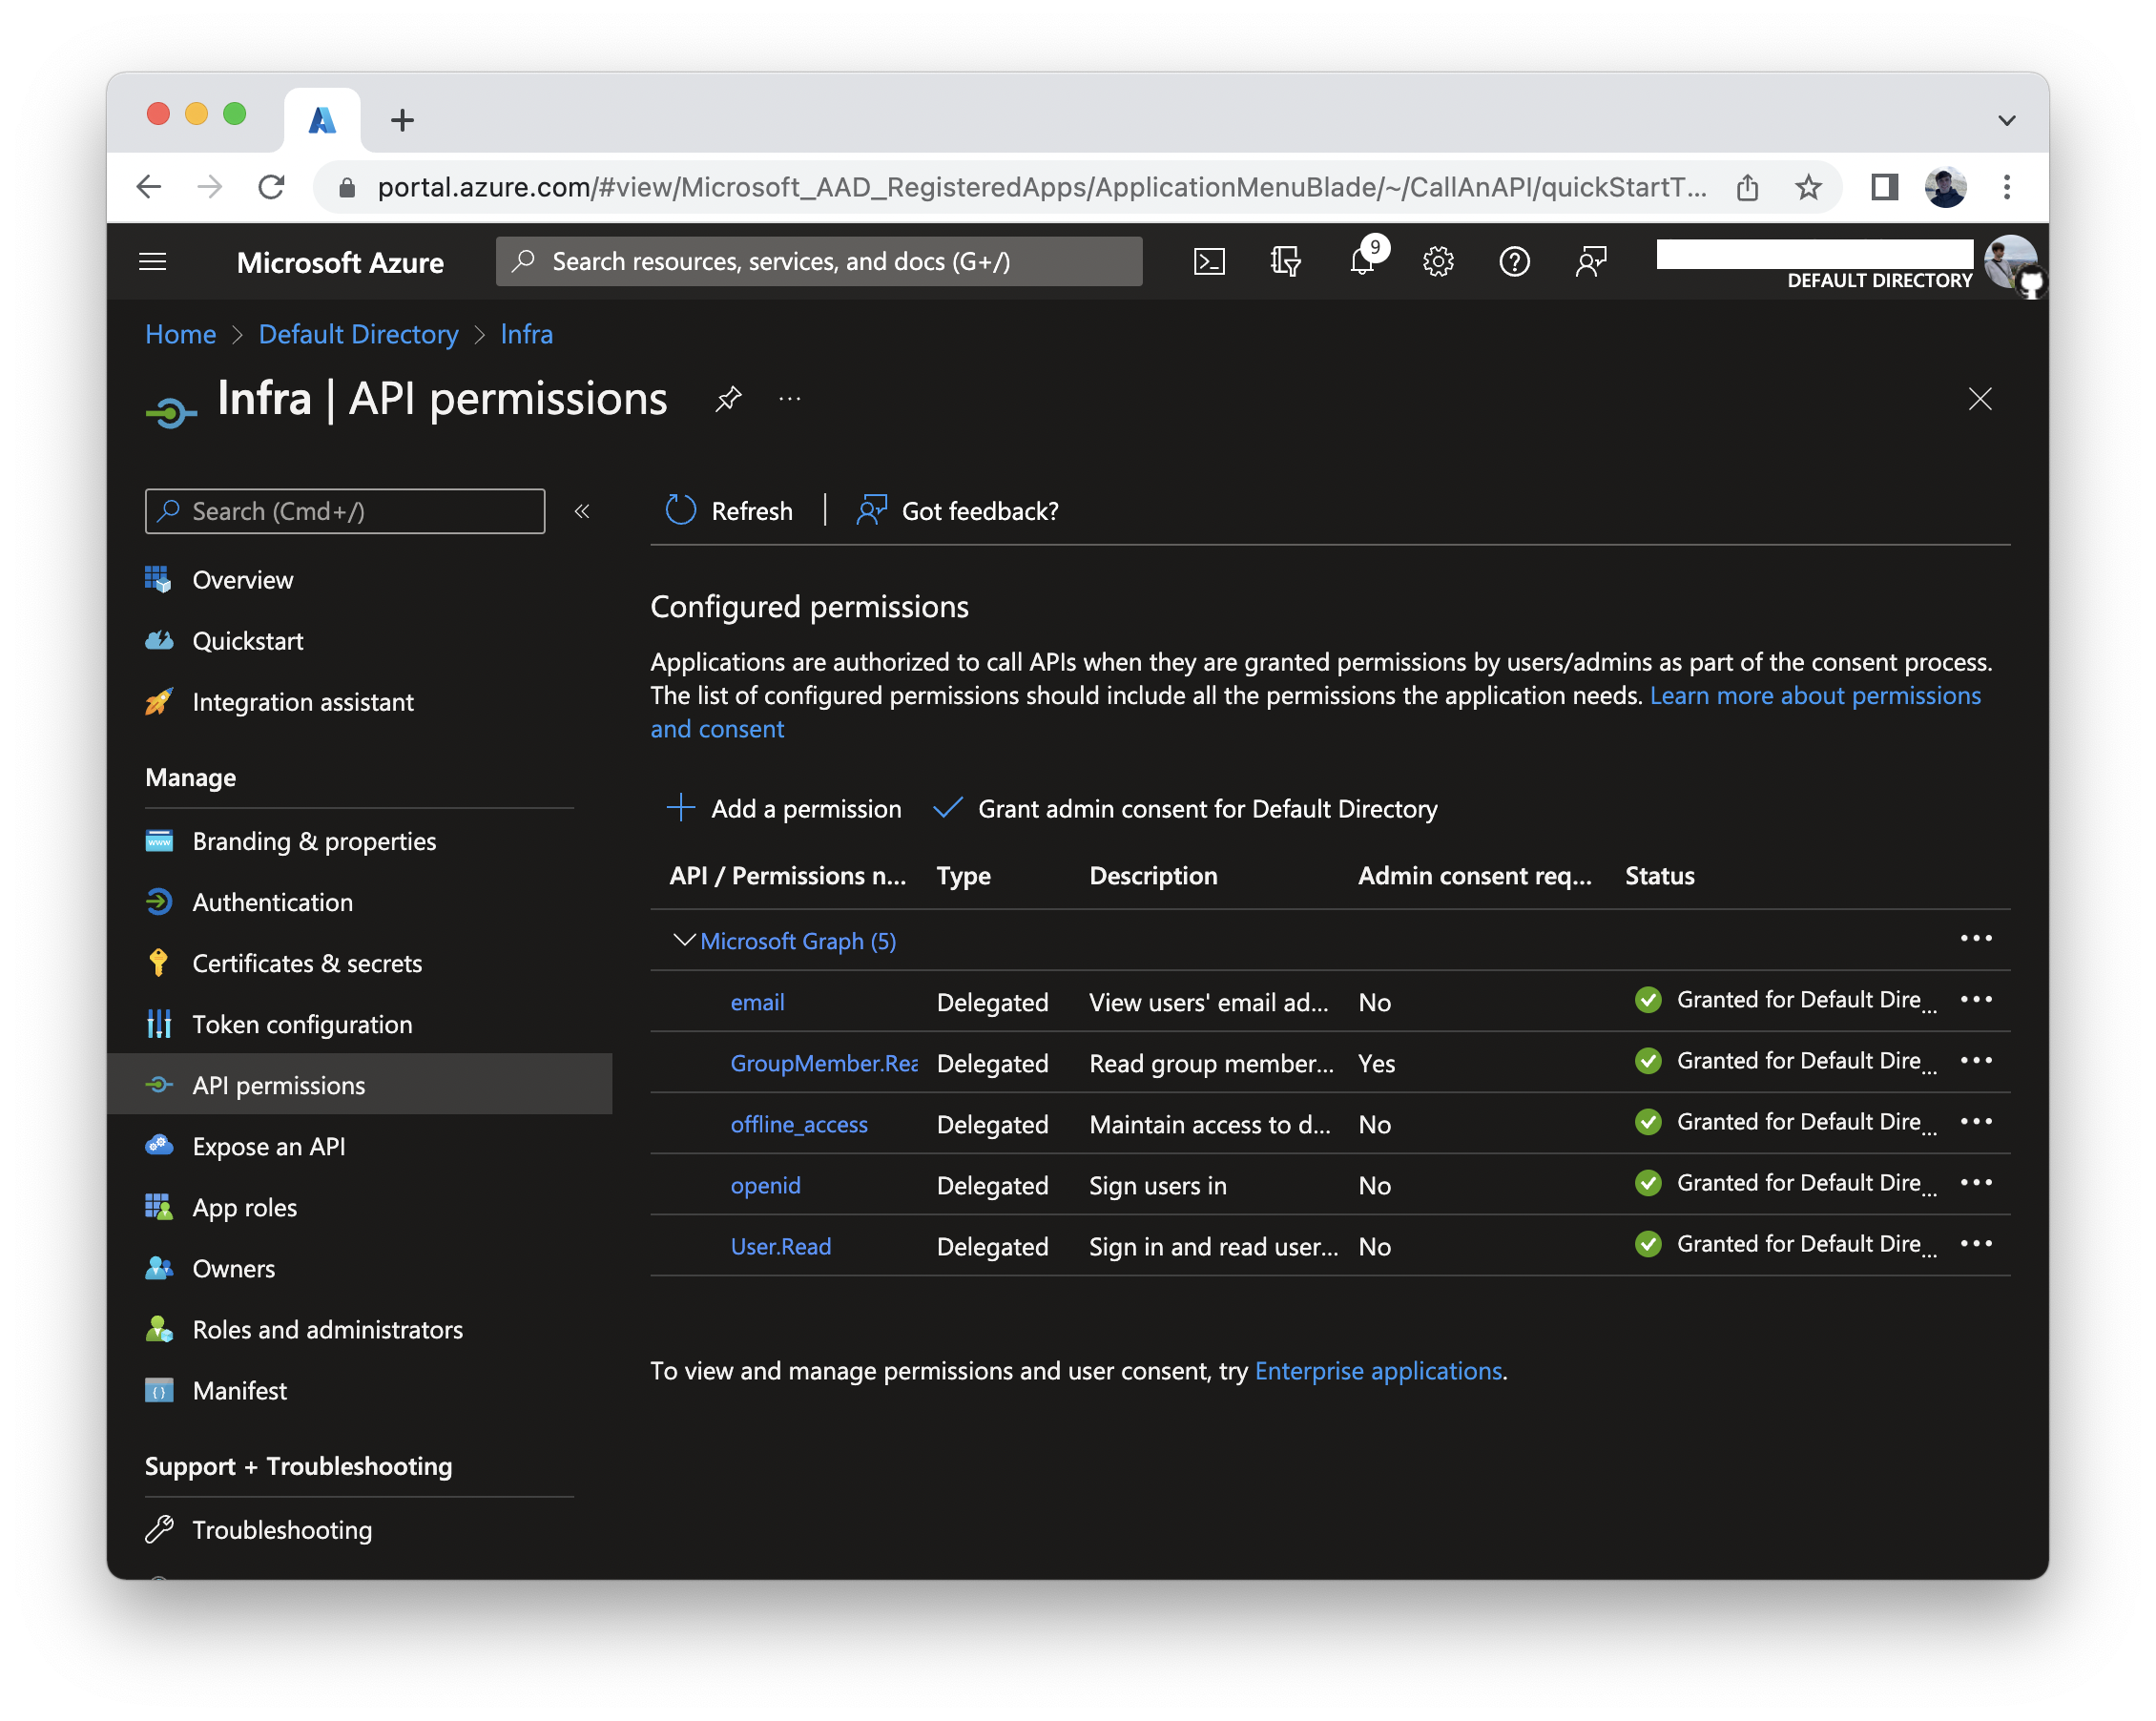 portal.azure.com/#view/Microsoft_AAD_RegisteredApps/ApplicationMenuBlade/~/CallAnAPI/quickStartT...
Microsoft Azure
Search resources, services, and docs (G+/)
9
DEFAULT DIRECTORY
Home > Default Directory > Infra
Infra | API permissions
Search (Cmd+/)
«
Refresh
Got feedback?
Overview
Quickstart
Integration assistant
Manage
Branding & properties
Authentication
Certificates & secrets
Token configuration
API permissions
Expose an API
App roles
Owners
Roles and administrators
Manifest
Support + Troubleshooting
Troubleshooting
Configured permissions
Applications are authorized to call APIs when they are granted permissions by users/admins as part of the consent process.
The list of configured permissions should include all the permissions the application needs. Learn more about permissions
and consent
Add a permission
Grant admin consent for Default Directory
API / Permissions n... Type Description Admin consent req... Status
Microsoft Graph (5)
email Delegated View users' email ad... No Granted for Default Dire...
GroupMember.Rea Delegated Read group member... Yes Granted for Default Dire...
offline_access Delegated Maintain access to d... No Granted for Default Dire...
openid Delegated Sign users in No Granted for Default Dire...
User.Read Delegated Sign in and read user... No Granted for Default Dire...
To view and manage permissions and user consent, try Enterprise applications.